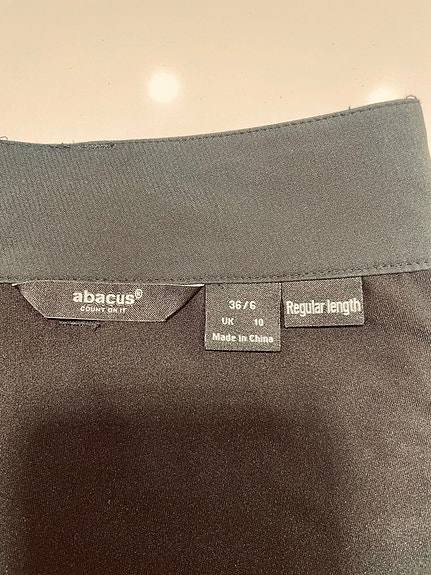 abacus®
COUNT ON IT
36/6
UK 10
Made in China
Regular length